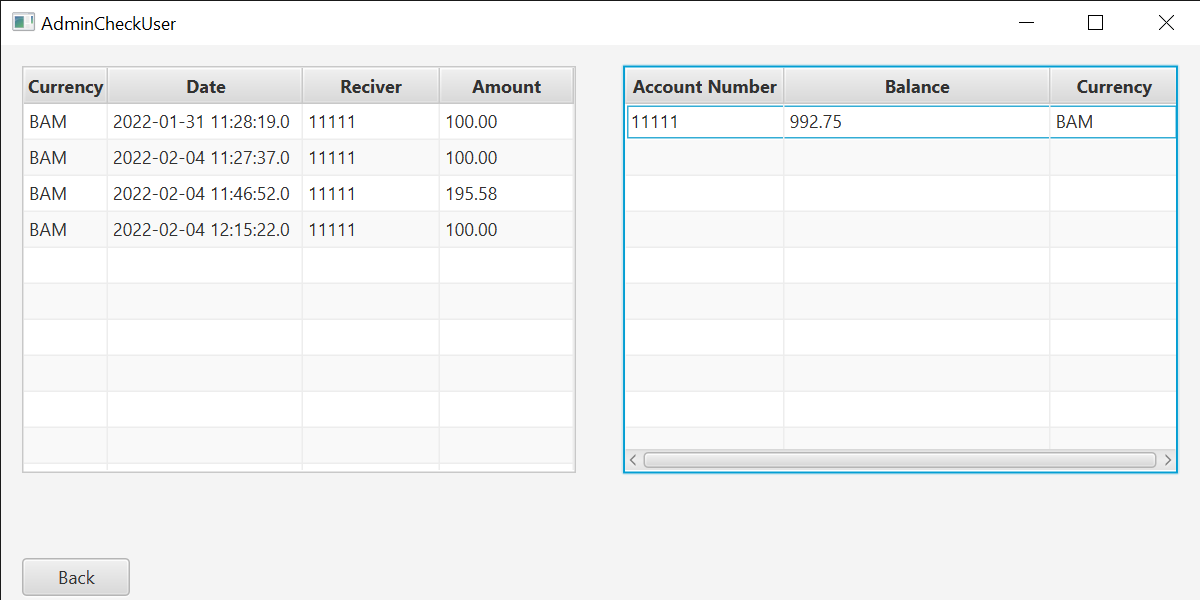 AdminCheckUser
Currency Date Reciver Amount
BAM 2022-01-31 11:28:19.0 11111 100.00
BAM 2022-02-04 11:27:37.0 11111 100.00
BAM 2022-02-04 11:46:52.0 11111 195.58
BAM 2022-02-04 12:15:22.0 11111 100.00
Account Number Balance Currency
11111 992.75 BAM
Back